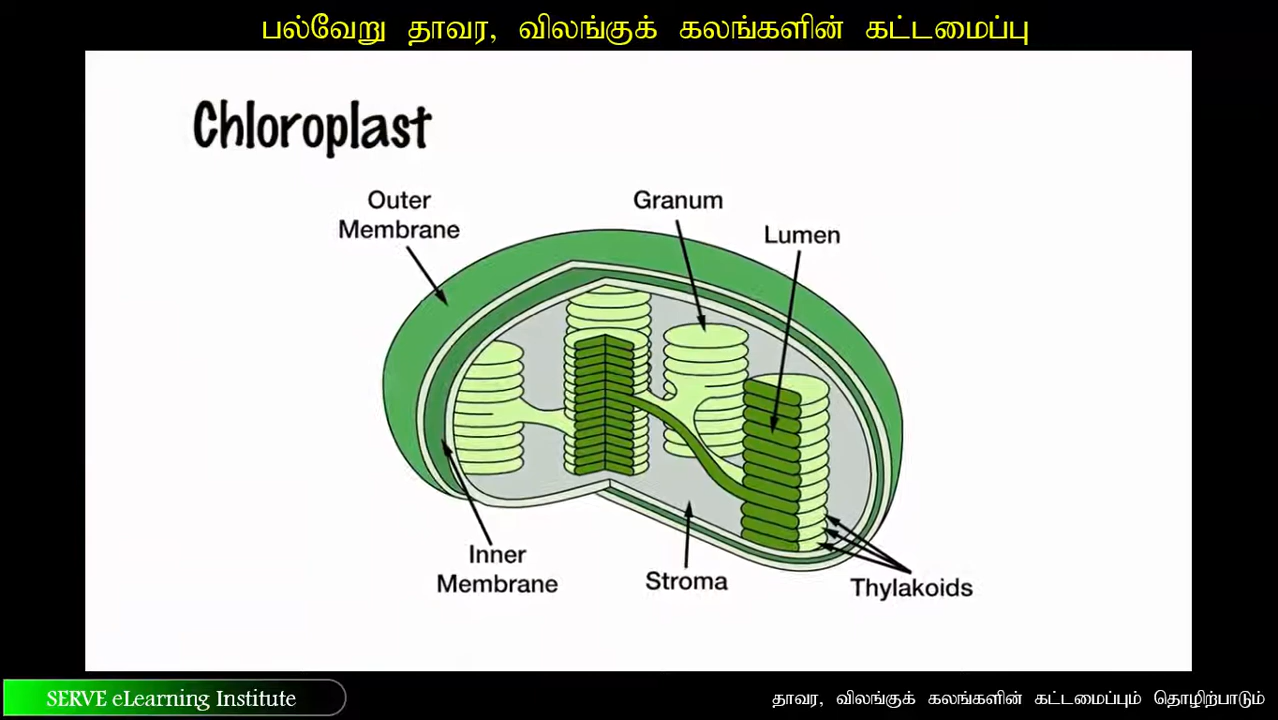 பல்வேறு தாவர, விலங்குக் கலங்களின் கட்டமைப்பு
Chloroplast
Outer
Membrane
Granum
Lumen
Inner
Membrane
Stroma
Thylakoids
SERVE eLearning Institute
தாவர, விலங்குக் கலங்களின் கட்டமைப்பும் தொழிற்பாடும்